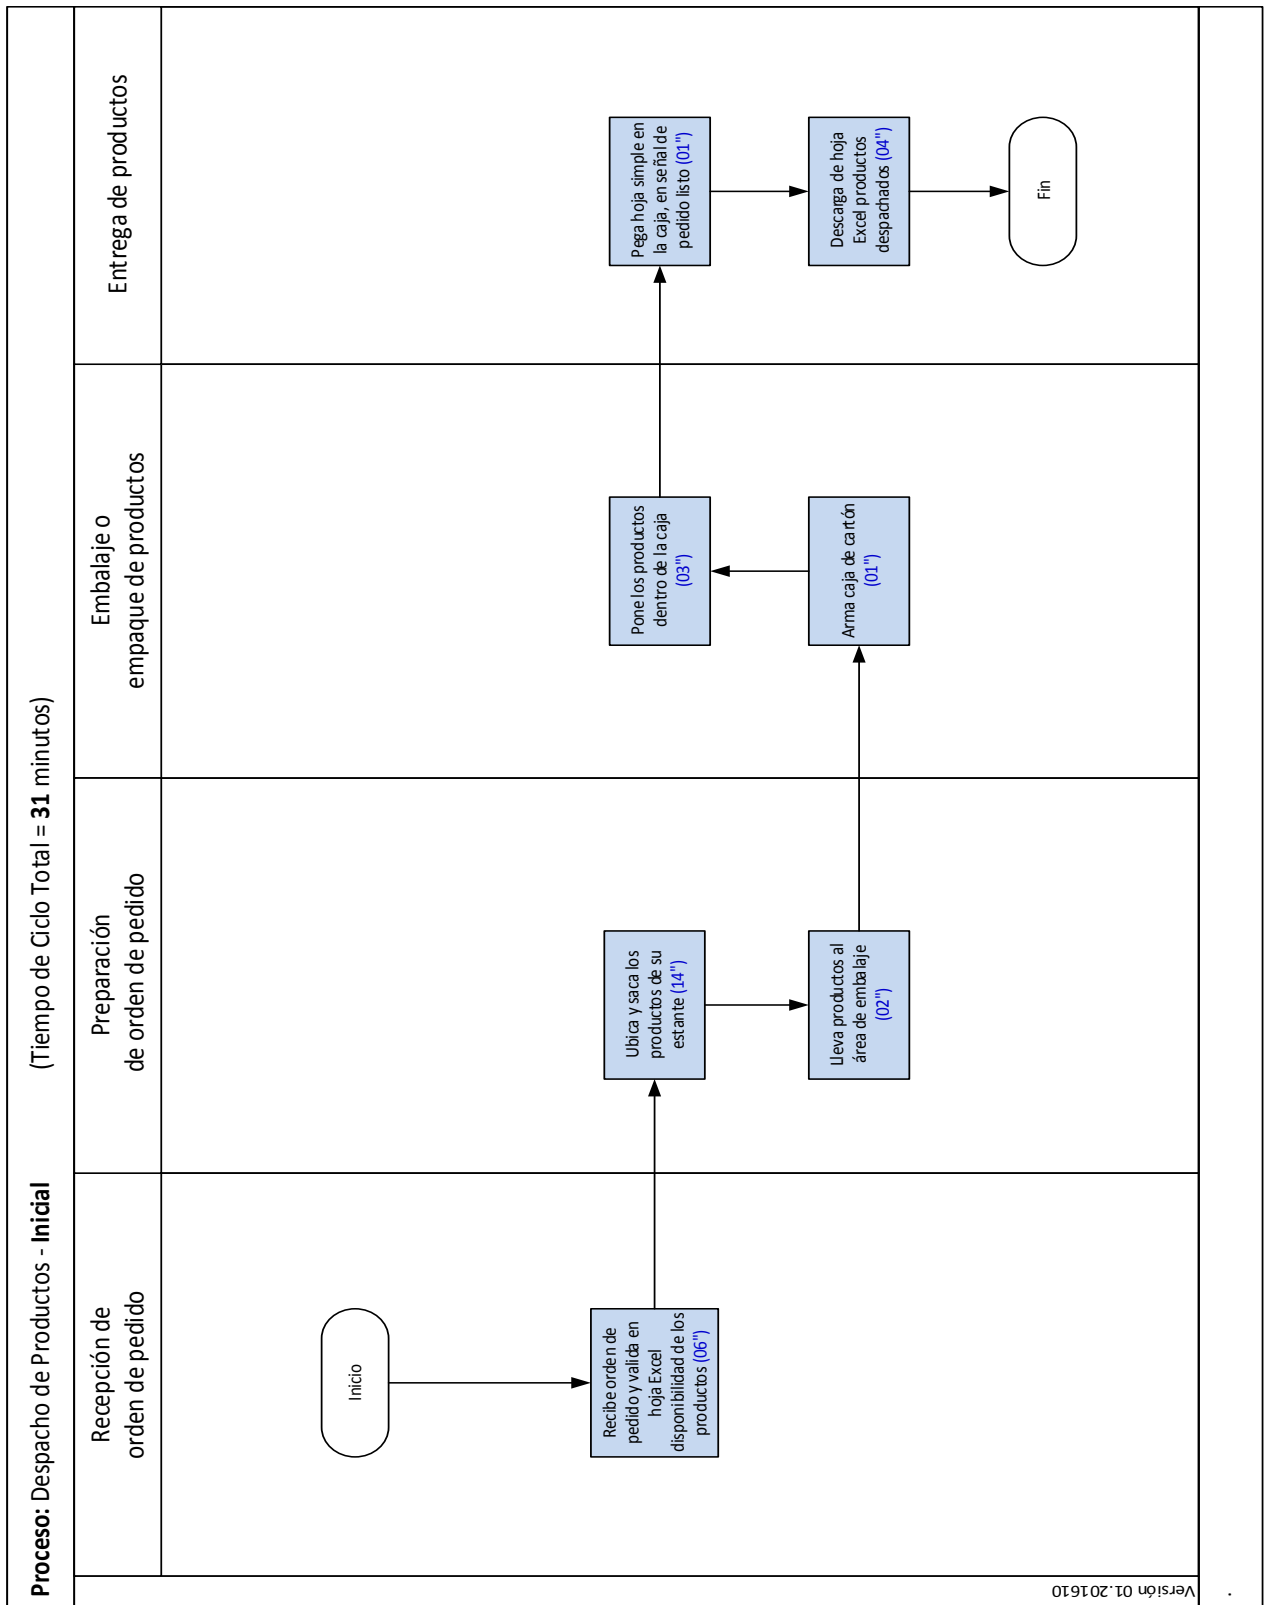 Proceso: Despacho de Productos - Inicial (Tiempo de Ciclo Total = 31 minutos)
Recepción de
orden de pedido
Preparación
de orden de pedido
Embalaje o
empaque de productos
Entrega de productos
Inicio
Recibe orden de
pedido y valida en
hoja Excel
disponibilidad de los
productos (06")
Ubica y saca los
productos de su
estante (14")
Lleva productos al
área de embalaje
(02")
Arma caja de cartón
(01")
Pone los productos
dentro de la caja
(03")
Pega hoja simple en
la caja, en señal de
pedido listo (01")
Descarga de hoja
Excel productos
despachados (04")
Fin
Versión 01.201610
.